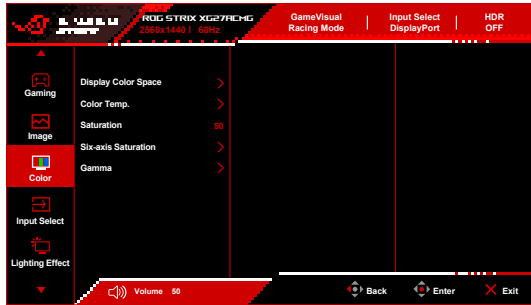 ROG STRIX XG27ACMG
2560x1440 | 60Hz
GameVisual
Racing Mode
Input Select
DisplayPort
HDR
OFF
Gaming
Image
Color
Input Select
Lighting Effect
Display Color Space
Color Temp.
Saturation 50
Six-axis Saturation
Gamma
Volume 50
Back
Enter
Exit